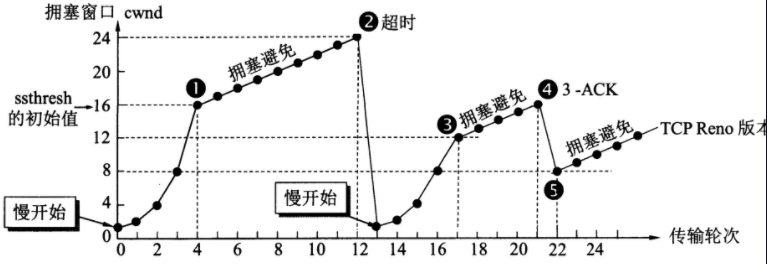 拥塞窗口 cwnd
❷超时
24
20
ssthresh
的初始值
16
12
8
4
0
❶
拥塞避免
❸
拥塞避免
❹ 3 -ACK
❺
拥塞避免
TCP Reno 版本
慢开始
慢开始
0 2 4 6 8 10 12 13 14 16 18 20 21 22 24
传输轮次